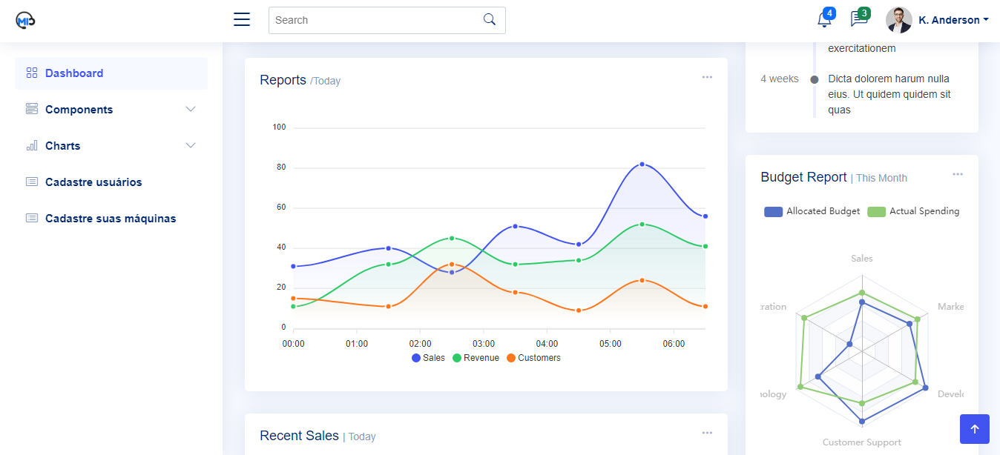 MIO
Search
4
3
K. Anderson
Dashboard
Components
Charts
Cadastre usuários
Cadastre suas máquinas
Reports /Today
100
80
60
40
20
0
00:00 01:00 02:00 03:00 04:00 05:00 06:00
Sales Revenue Customers
Recent Sales | Today
exercitationem
4 weeks
Dicta dolorem harum nulla
eius. Ut quidem quidem sit
quas
Budget Report | This Month
Allocated Budget Actual Spending
Sales
Marke
Customer Support